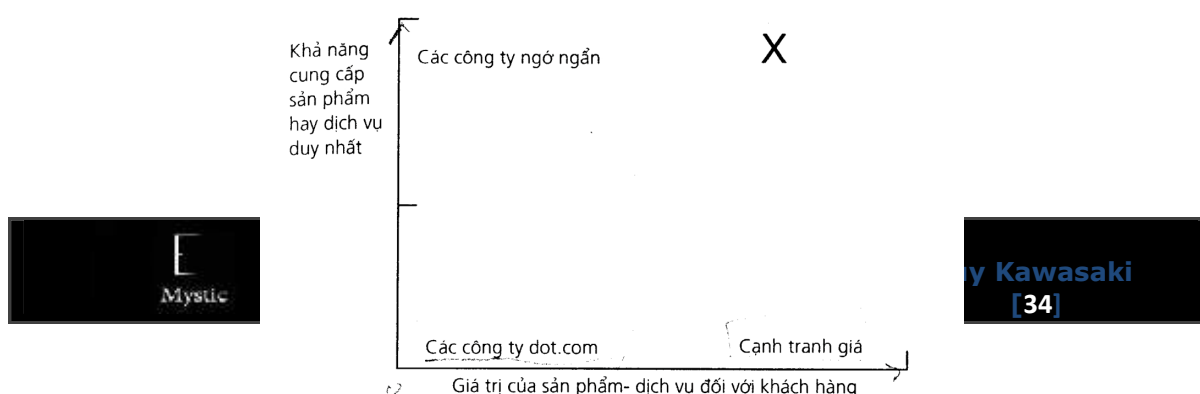 Khả năng
cung cấp
sản phẩm
hay dịch vụ
duy nhất
Các công ty ngớ ngẩn
X
Mystic
Kawasaki
[34]
Các công ty dot.com
Cạnh tranh giá
Giá trị của sản phẩm- dịch vụ đối với khách hàng